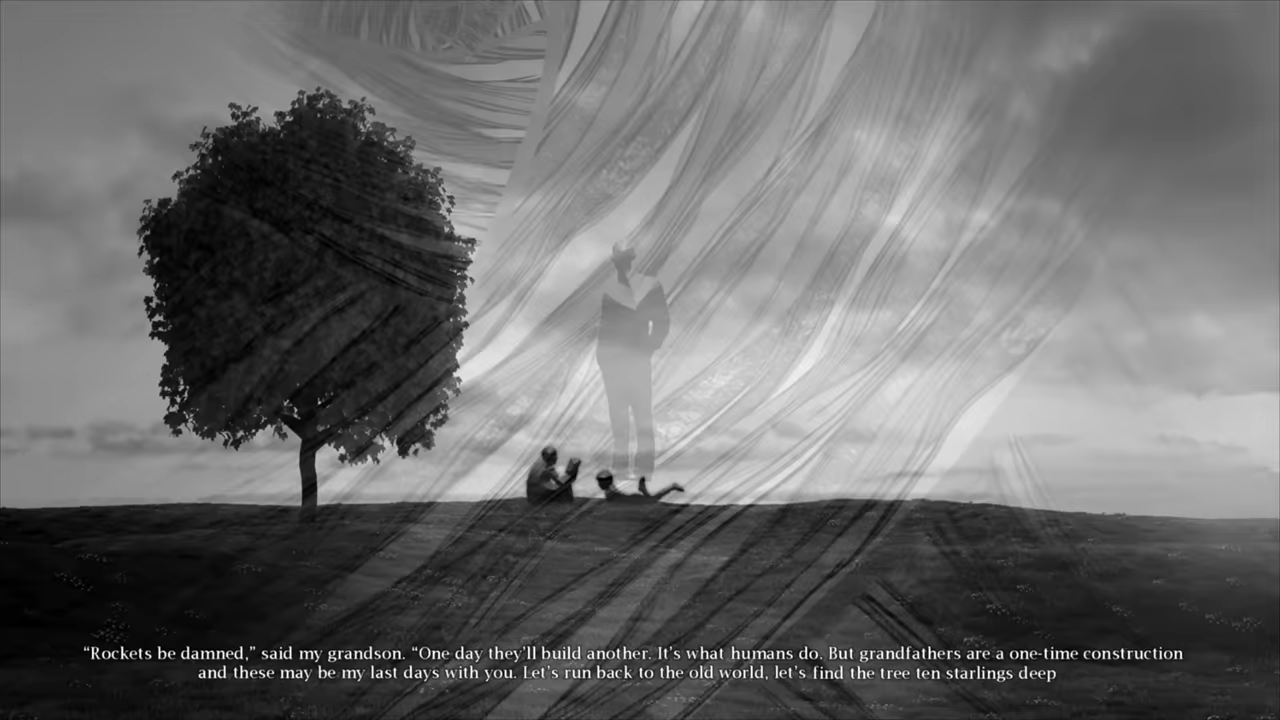 “Rockets be damned,” said my grandson. “One day they’ll build another. It’s what humans do. But grandfathers are a one-time construction
and these may be my last days with you. Let’s run back to the old world, let’s find the tree ten starlings deep